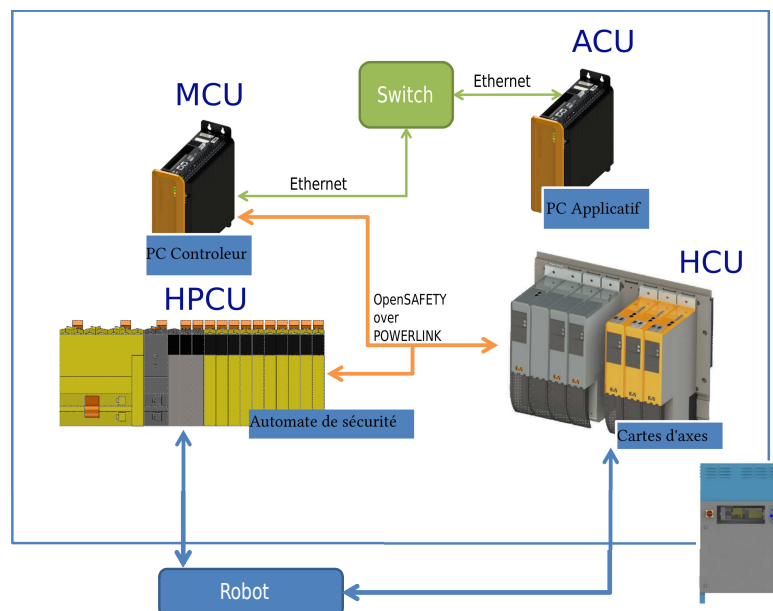 ACU
MCU
Switch
Ethernet
Ethernet
PC Applicatif
PC Controleur
HCU
HPCU
OpenSAFETY
over
POWERLINK
Automate de sécurité
Cartes d'axes
Robot